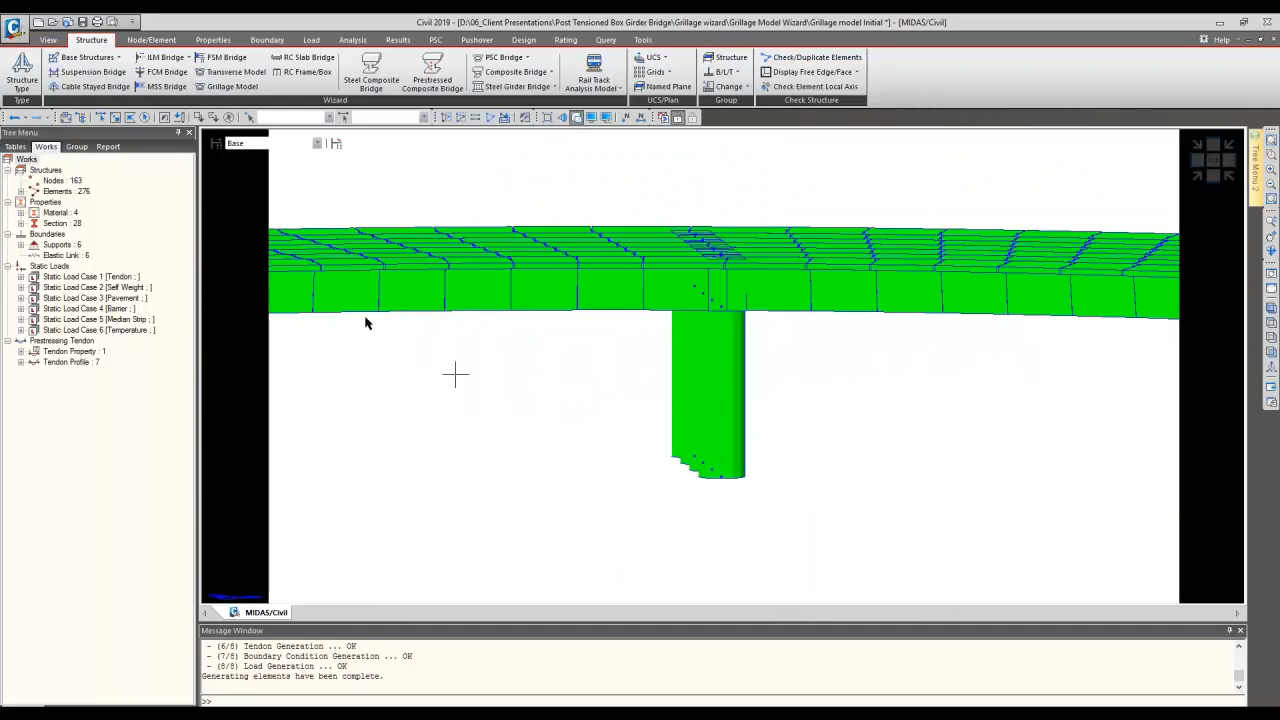 Civil 2019 - [D:\06_Client Presentations\Post Tensioned Box Girder Bridge\Grillage wizard\Grillage Model Wizard\Grillage model Initial *] - [MIDAS/Civil]
View Structure Node/Element Properties Boundary Load Analysis Results PSC Pushover Design Rating Query Tools Help
Structure Type
Type
Base Structures
Suspension Bridge
Cable Stayed Bridge
ILM Bridge
FCM Bridge
MSS Bridge
FSM Bridge
Transverse Model
Grillage Model
RC Slab Bridge
RC Frame/Box
Steel Composite Bridge
Prestressed Composite Bridge
PSC Bridge
Composite Bridge
Steel Girder Bridge
Rail Track Analysis Model
Wizard
UCS
Grids
Named Plane
UCS/Plan
Structure
B/L/T
Change
Group
Check/Duplicate Elements
Display Free Edge/Face
Check Element Local Axis
Check Structure
Tree Menu
Tables Works Group Report
Works
Structures
Nodes : 163
Elements : 276
Properties
Material : 4
Section : 28
Boundaries
Supports : 6
Elastic Link : 6
Static Loads
Static Load Case 1 [Tendon ; ]
Static Load Case 2 [Self Weight ; ]
Static Load Case 3 [Pavement ; ]
Static Load Case 4 [Barrier ; ]
Static Load Case 5 [Median Strip ; ]
Static Load Case 6 [Temperature ; ]
Prestressing Tendon
Tendon Property : 1
Tendon Profile : 7
Base
Tree Menu 2
MIDAS/Civil
Message Window
- (6/8) Tendon Generation ... OK
- (7/8) Boundary Condition Generation ... OK
- (8/8) Load Generation ... OK
Generating elements have been complete.
>>